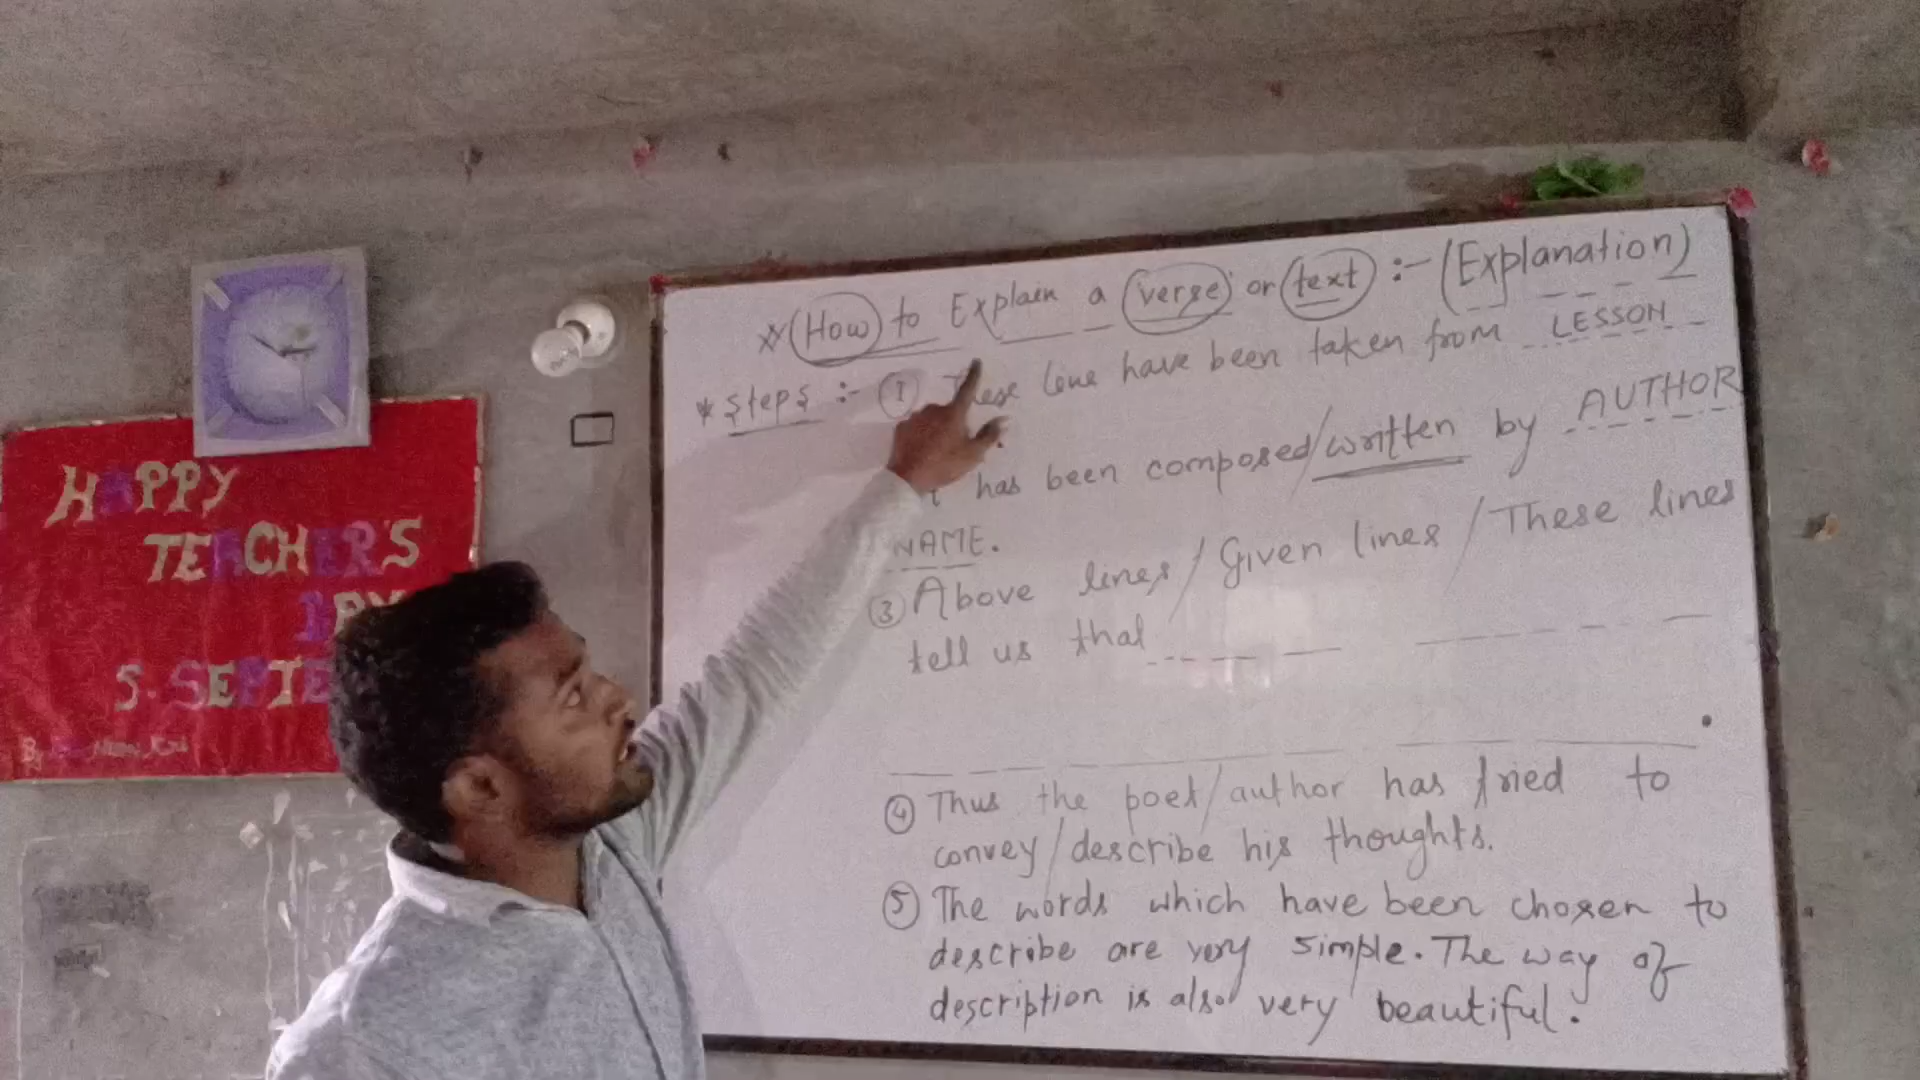 * (How) to Explain a (verse) or (text) :- (Explanation)
* Steps :- ① These line have been taken from LESSON
has been composed/written by AUTHOR
NAME.
③ Above lines/Given lines/These lines
tell us that
④ Thus the poet/author has tried to
convey/describe his thoughts.
⑤ The words which have been chosen to
describe are very simple. The way of
description is also very beautiful.
HAPPY
TEACHER'S
5-SEPTE
By